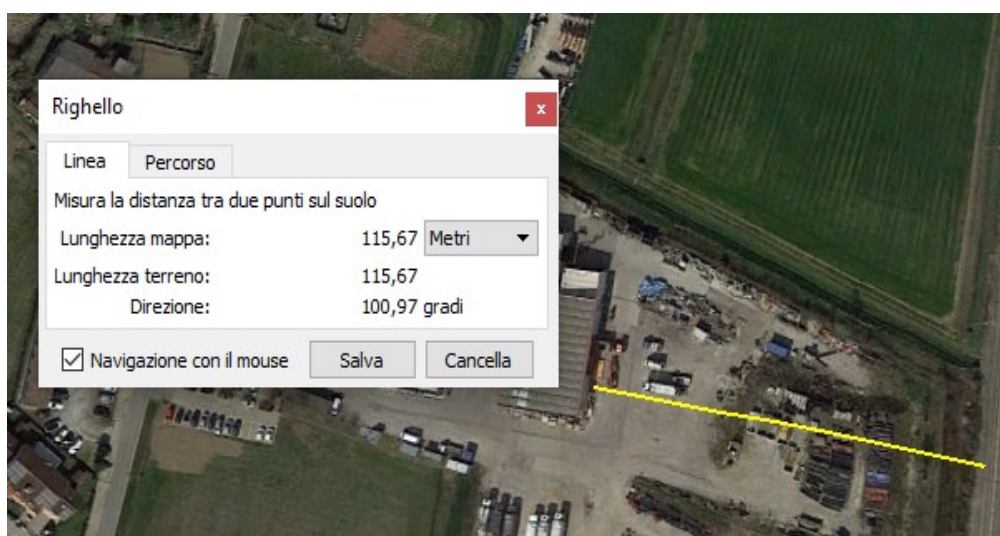 Righello
x
Linea Percorso
Misura la distanza tra due punti sul suolo
Lunghezza mappa: 115,67 Metri
Lunghezza terreno: 115,67
Direzione: 100,97 gradi
Navigazione con il mouse Salva Cancella